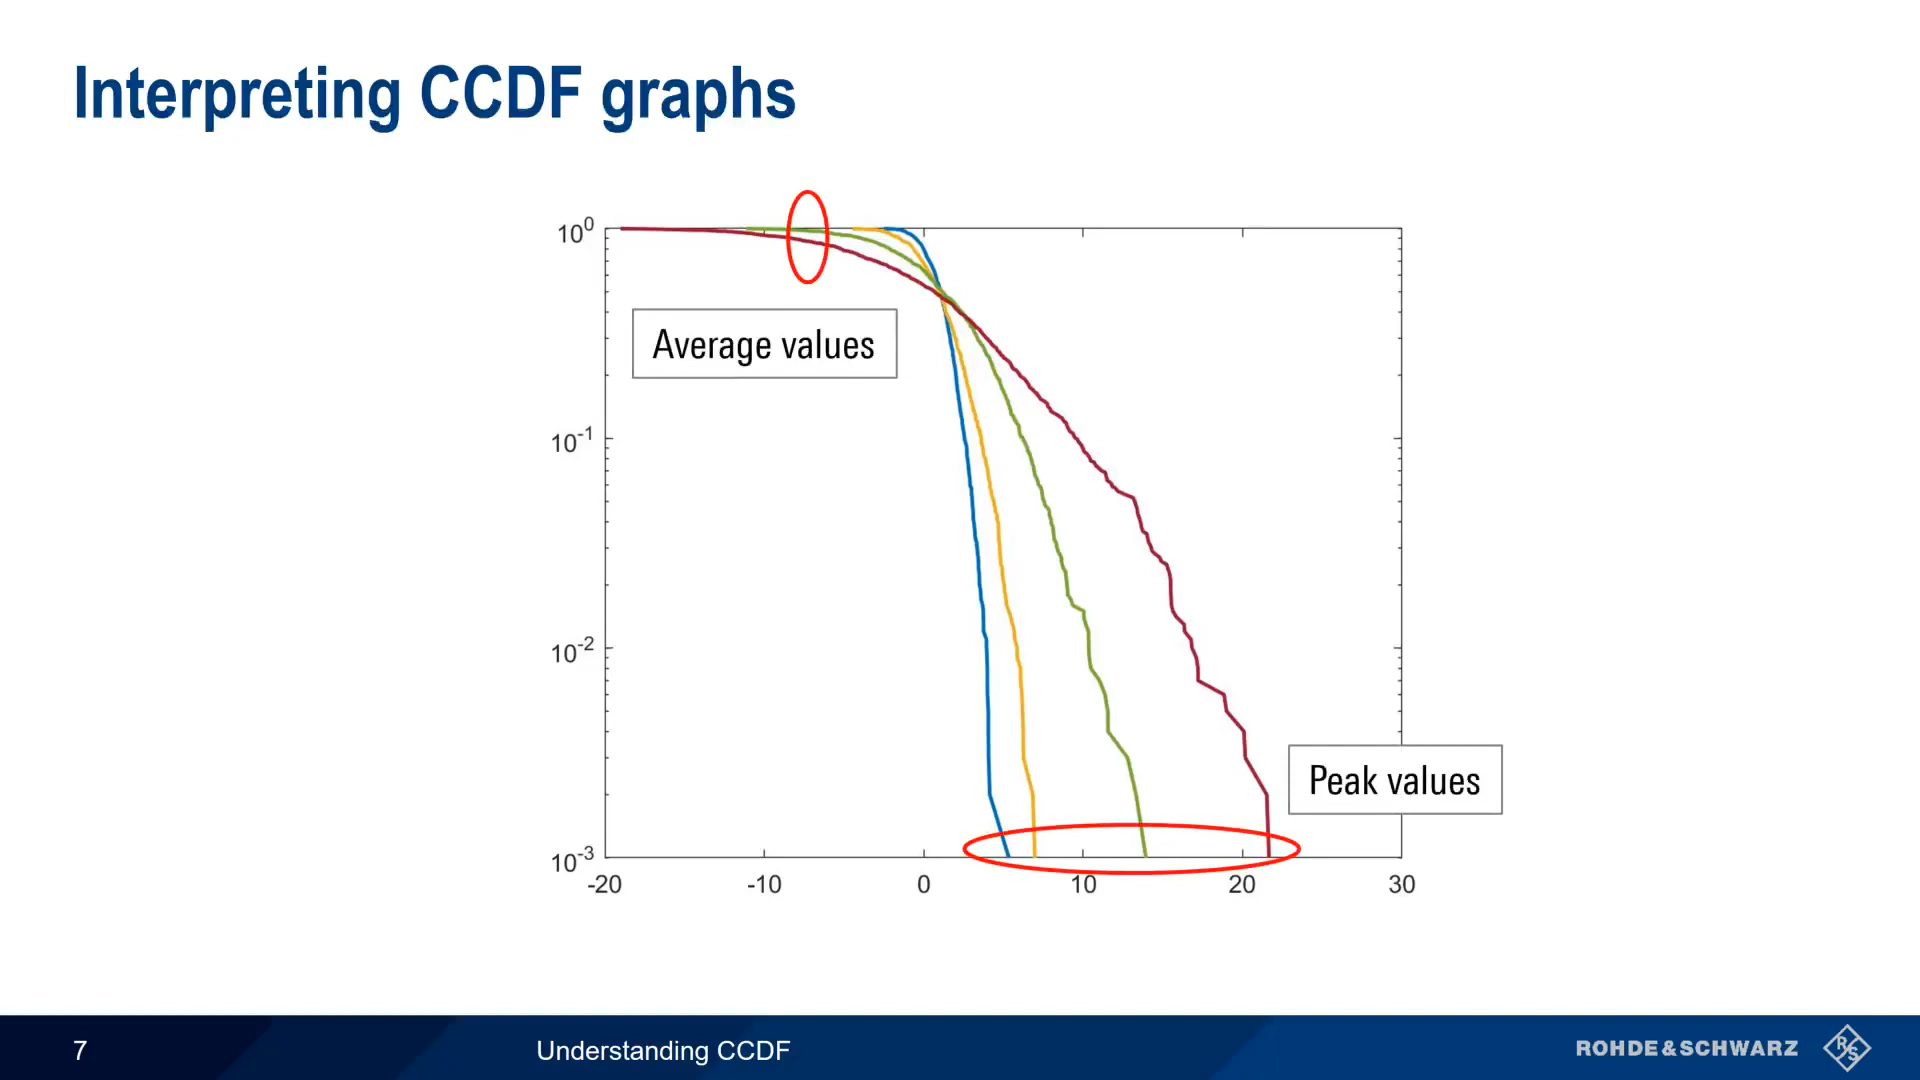 Interpreting CCDF graphs
10^0
Average values
10^-1
10^-2
Peak values
10^-3
-20 -10 0 10 20 30
7 Understanding CCDF ROHDE&SCHWARZ R S